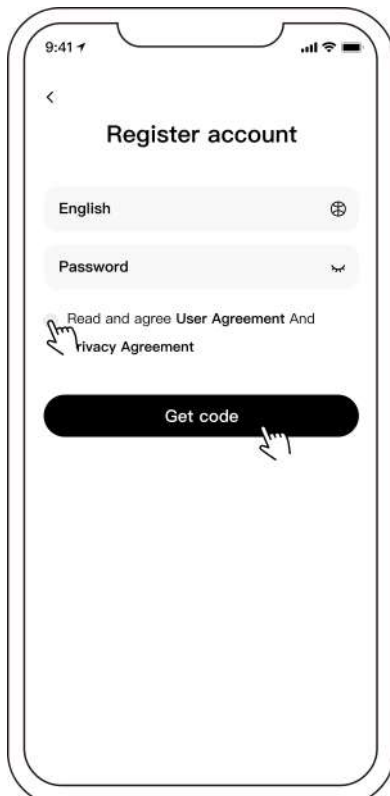 9:41
Register account
English
Password
Read and agree User Agreement And
rivacy Agreement
Get code